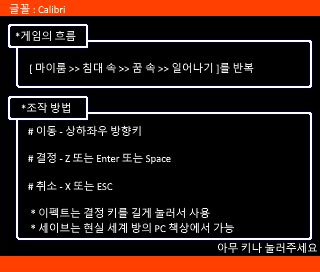 글꼴 : Calibri
*게임의 흐름
[ 마이룸 >> 침대 속 >> 꿈 속 >> 일어나기 ]를 반복
*조작 방법
# 이동 - 상하좌우 방향키
# 결정 - Z 또는 Enter 또는 Space
# 취소 - X 또는 ESC
* 이펙트는 결정 키를 길게 눌러서 사용
* 세이브는 현실 세계 방의 PC 책상에서 가능
아무 키나 눌러주세요